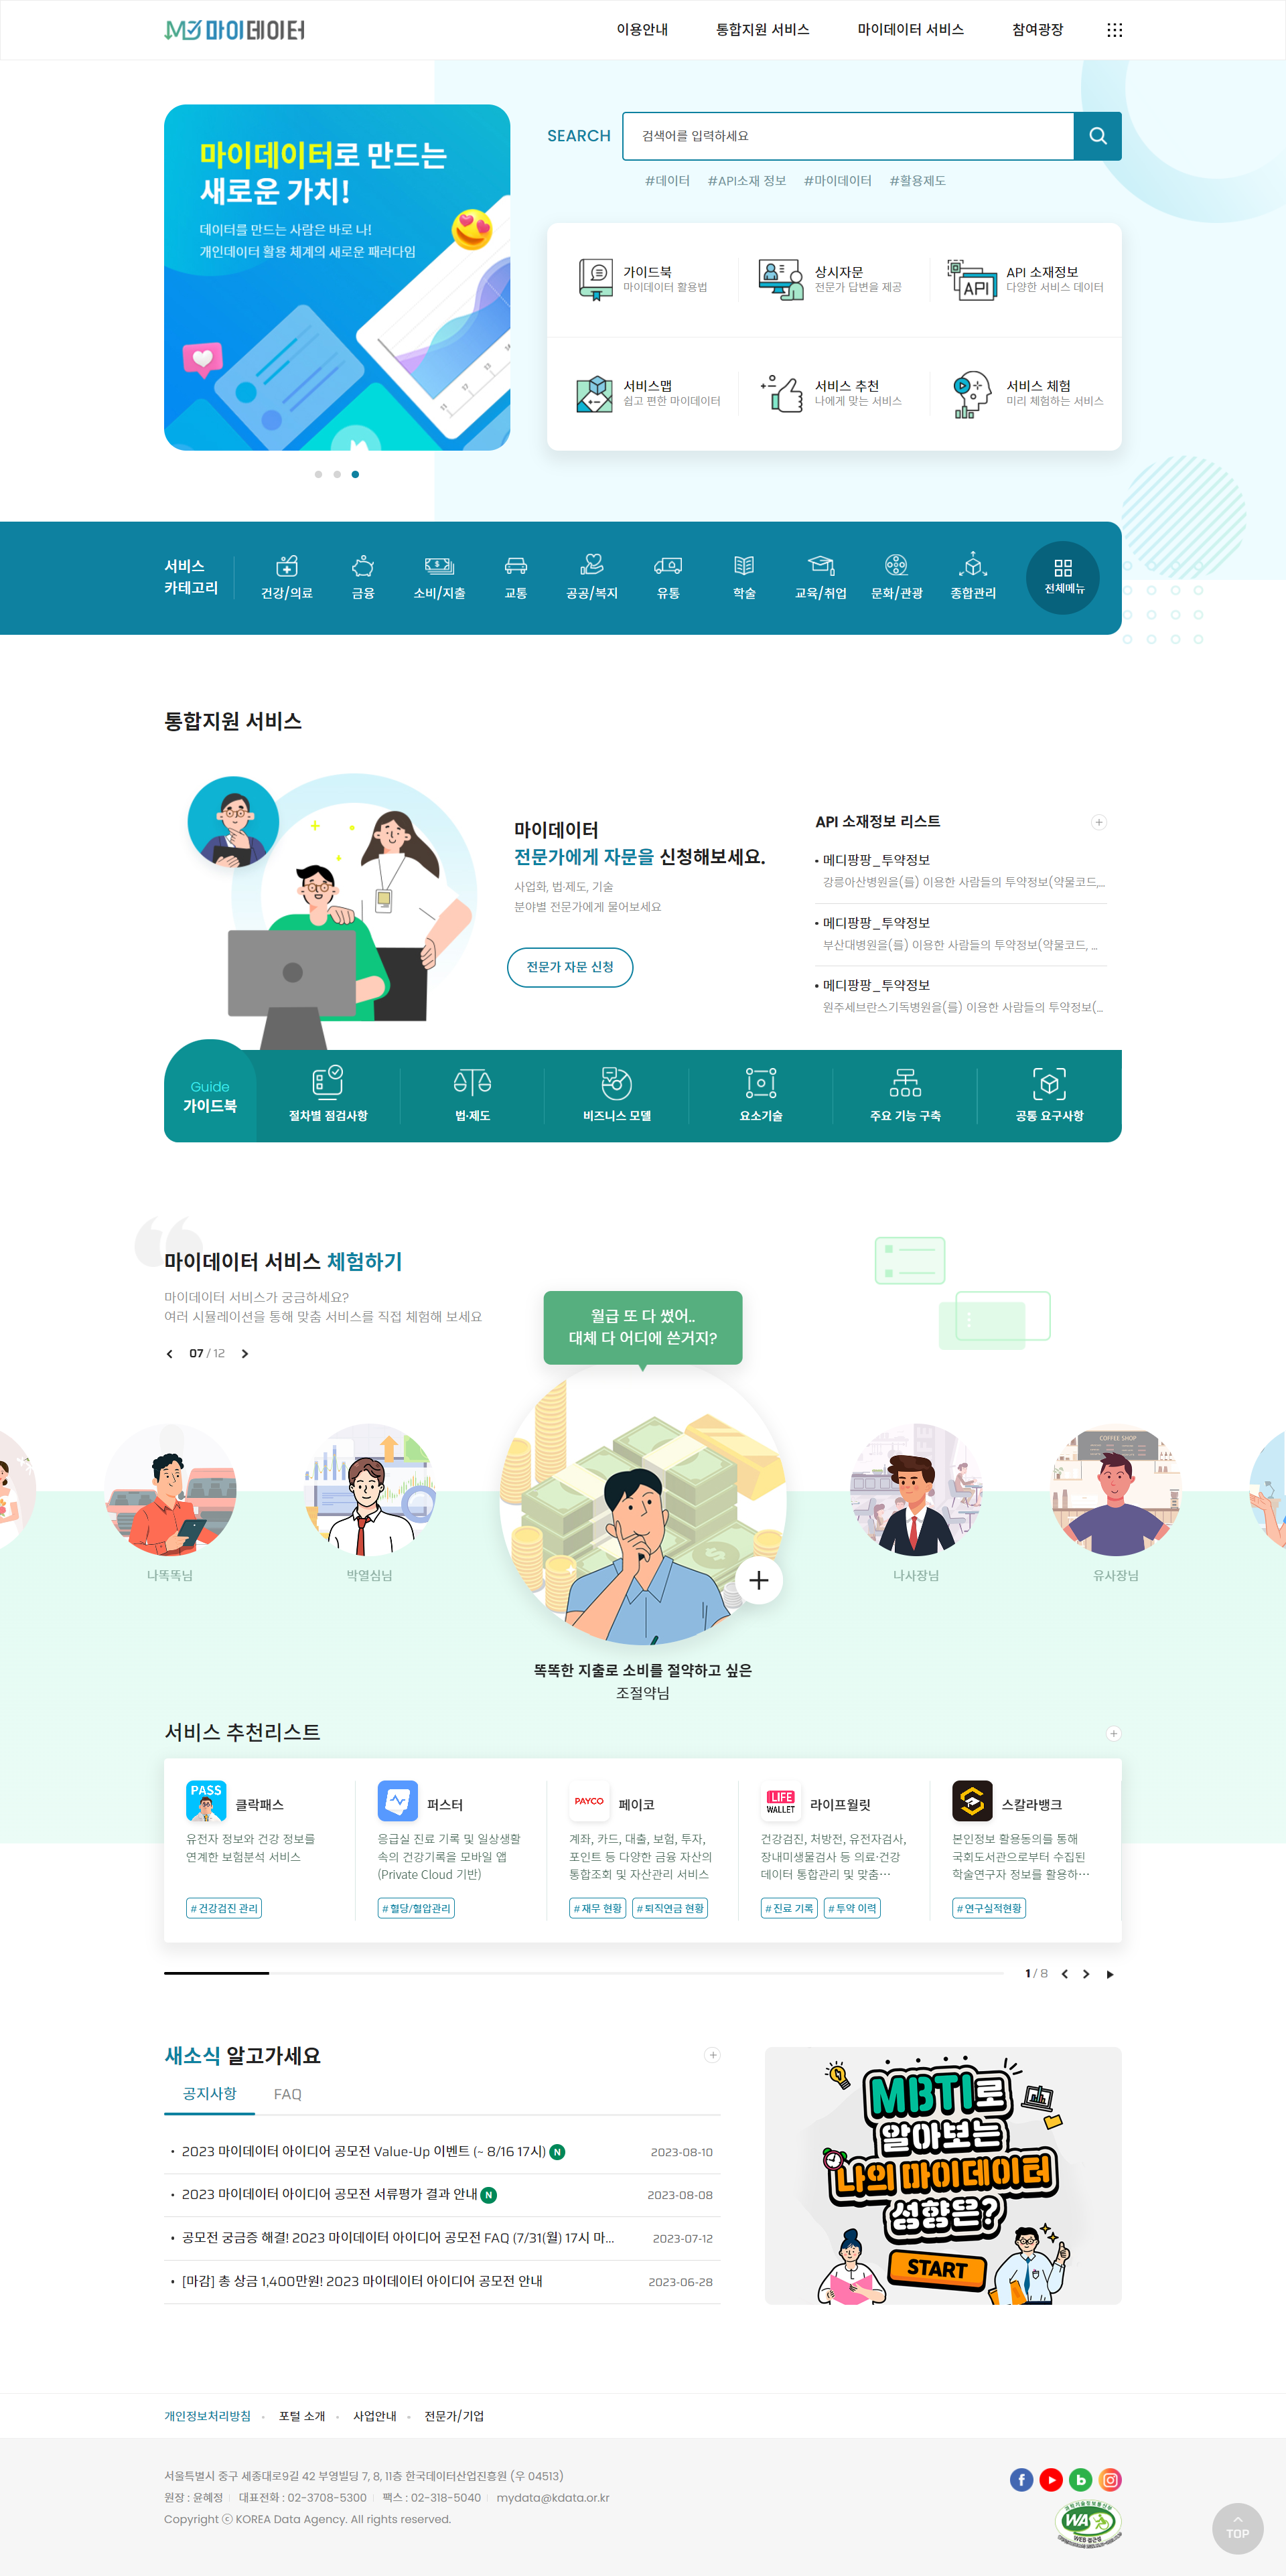 마이데이터
이용안내
통합지원 서비스
마이데이터 서비스
참여광장
마이데이터로 만드는
새로운 가치!
데이터를 만드는 사람은 바로 나!
개인데이터 활용 체계의 새로운 패러다임
SEARCH
검색어를 입력하세요
#데이터 #API소재 정보 #마이데이터 #활용제도
가이드북
마이데이터 활용법
상시자문
전문가 답변을 제공
API
API 소재정보
다양한 서비스 데이터
서비스맵
쉽고 편한 마이데이터
서비스 추천
나에게 맞는 서비스
서비스 체험
미리 체험하는 서비스
서비스
카테고리
건강/의료
금융
소비/지출
교통
공공/복지
유통
학술
교육/취업
문화/관광
종합관리
전체메뉴
통합지원 서비스
마이데이터
전문가에게 자문을 신청해보세요.
사업화, 법·제도, 기술
분야별 전문가에게 물어보세요
전문가 자문 신청
API 소재정보 리스트
메디팡팡_투약정보
강릉아산병원을(를) 이용한 사람들의 투약정보(약물코드,...
메디팡팡_투약정보
부산대병원을(를) 이용한 사람들의 투약정보(약물코드, ...
메디팡팡_투약정보
원주세브란스기독병원을(를) 이용한 사람들의 투약정보(...
Guide
가이드북
절차별 점검사항
법·제도
비즈니스 모델
요소기술
주요 기능 구축
공통 요구사항
마이데이터 서비스 체험하기
마이데이터 서비스가 궁금하세요?
여러 시뮬레이션을 통해 맞춤 서비스를 직접 체험해 보세요
07 / 12
월급 또 다 썼어..
대체 다 어디에 쓴거지?
COFFEE SHOP
나똑똑님
박열심님
나사장님
유사장님
똑똑한 지출로 소비를 절약하고 싶은
조절약님
서비스 추천리스트
PASS
클락패스
유전자 정보와 건강 정보를
연계한 보험분석 서비스
# 건강검진 관리
퍼스터
응급실 진료 기록 및 일상생활
속의 건강기록을 모바일 앱
(Private Cloud 기반)
# 혈당/혈압관리
PAYCO
페이코
계좌, 카드, 대출, 보험, 투자,
포인트 등 다양한 금융 자산의
통합조회 및 자산관리 서비스
# 재무 현황 # 퇴직연금 현황
LIFE
WALLET
라이프월릿
건강검진, 처방전, 유전자검사,
장내미생물검사 등 의료·건강
데이터 통합관리 및 맞춤…
# 진료 기록 # 투약 이력
스칼라뱅크
본인정보 활용동의를 통해
국회도서관으로부터 수집된
학술연구자 정보를 활용하…
# 연구실적현황
1 / 8
새소식 알고가세요
공지사항
FAQ
2023 마이데이터 아이디어 공모전 Value-Up 이벤트 (~ 8/16 17시) N 2023-08-10
2023 마이데이터 아이디어 공모전 서류평가 결과 안내 N 2023-08-08
공모전 궁금증 해결! 2023 마이데이터 아이디어 공모전 FAQ (7/31(월) 17시 마... 2023-07-12
[마감] 총 상금 1,400만원! 2023 마이데이터 아이디어 공모전 안내 2023-06-28
MBTI로
알아보는
나의 마이데이터
성향은?
START
개인정보처리방침
포털 소개
사업안내
전문가/기업
서울특별시 중구 세종대로9길 42 부영빌딩 7, 8, 11층 한국데이터산업진흥원 (우 04513)
원장 : 윤혜정 대표전화 : 02-3708-5300 팩스 : 02-318-5040 mydata@kdata.or.kr
Copyright ⓒ KOREA Data Agency. All rights reserved.
WA
WEB 접근성
TOP